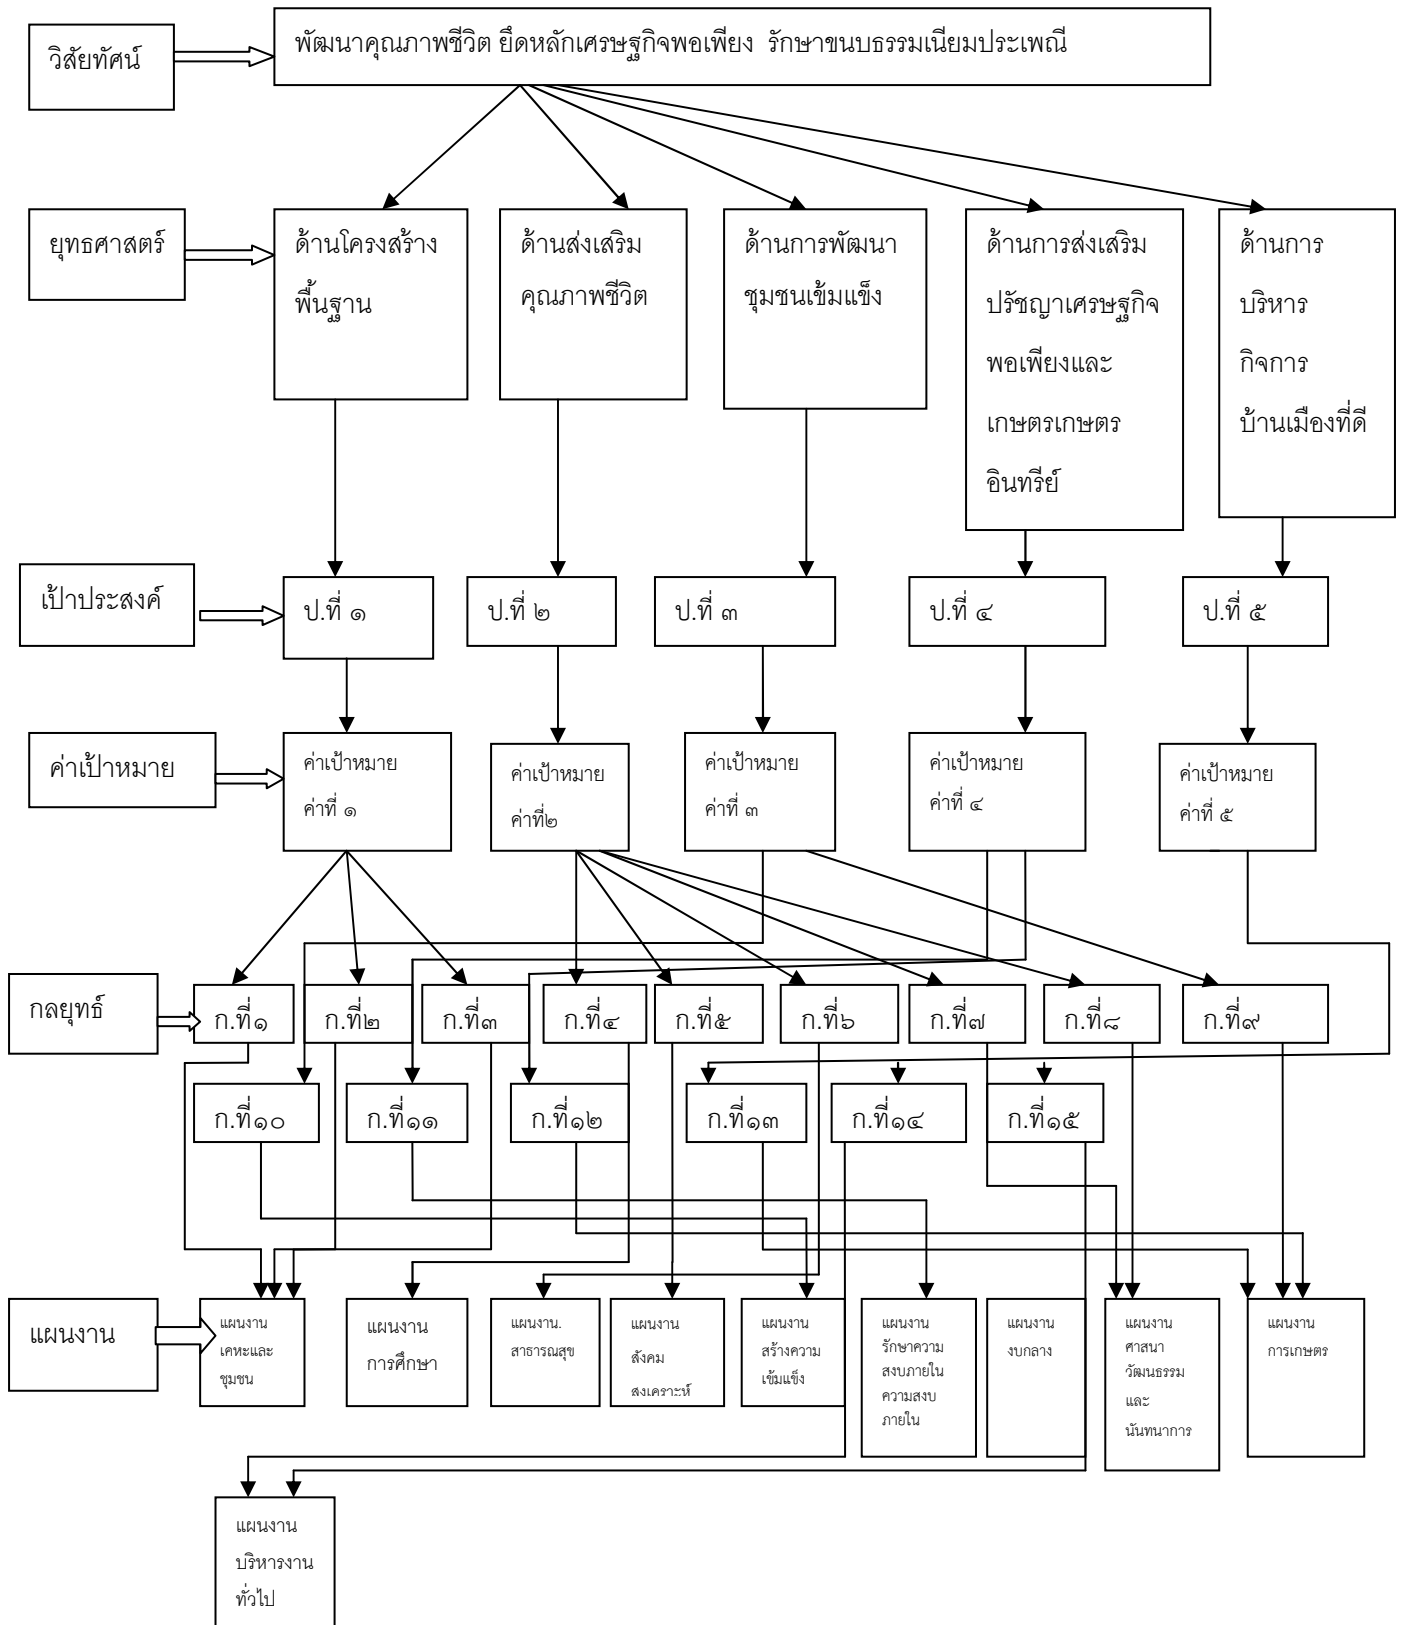 วิสัยทัศน์
พัฒนาคุณภาพชีวิต ยึดหลักเศรษฐกิจพอเพียง รักษาขนบธรรมเนียมประเพณี
ยุทธศาสตร์
ด้านโครงสร้าง
พื้นฐาน
ด้านส่งเสริม
คุณภาพชีวิต
ด้านการพัฒนา
ชุมชนเข้มแข็ง
ด้านการส่งเสริม
ปรัชญาเศรษฐกิจ
พอเพียงและ
เกษตรเกษตร
อินทรีย์
ด้านการ
บริหาร
กิจการ
บ้านเมืองที่ดี
เป้าประสงค์
ป.ที่ ๑
ป.ที่ ๒
ป.ที่ ๓
ป.ที่ ๔
ป.ที่ ๕
ค่าเป้าหมาย
ค่าเป้าหมาย
ค่าที่ ๑
ค่าเป้าหมาย
ค่าที่๒
ค่าเป้าหมาย
ค่าที่ ๓
ค่าเป้าหมาย
ค่าที่ ๔
ค่าเป้าหมาย
ค่าที่ ๕
กลยุทธ์
ก.ที่๑
ก.ที่๒
ก.ที่๓
ก.ที่๔
ก.ที่๕
ก.ที่๖
ก.ที่๗
ก.ที่๘
ก.ที่๙
ก.ที่๑๐
ก.ที่๑๑
ก.ที่๑๒
ก.ที่๑๓
ก.ที่๑๔
ก.ที่๑๕
แผนงาน
แผนงาน
เคหะและ
ชุมชน
แผนงาน
การศึกษา
แผนงาน.
สาธารณสุข
แผนงาน
สังคม
สงเคราะห์
แผนงาน
สร้างความ
เข้มแข็ง
แผนงาน
รักษาความ
สงบภายใน
ความสงบ
ภายใน
แผนงาน
งบกลาง
แผนงาน
ศาสนา
วัฒนธรรม
และ
นันทนาการ
แผนงาน
การเกษตร
แผนงาน
บริหารงาน
ทั่วไป